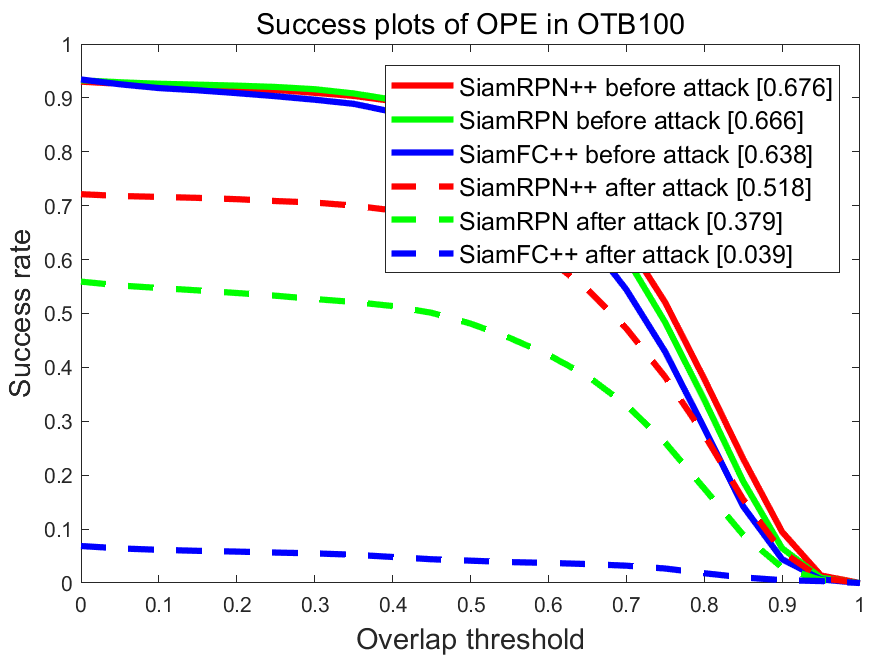 Success plots of OPE in OTB100
SiamRPN++ before attack [0.676]
SiamRPN before attack [0.666]
SiamFC++ before attack [0.638]
SiamRPN++ after attack [0.518]
SiamRPN after attack [0.379]
SiamFC++ after attack [0.039]
Success rate
1
0.9
0.8
0.7
0.6
0.5
0.4
0.3
0.2
0.1
0
0 0.1 0.2 0.3 0.4 0.5 0.6 0.7 0.8 0.9 1
Overlap threshold